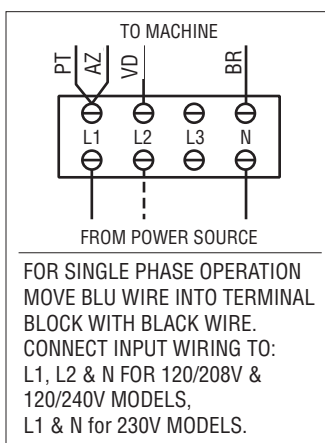 TO MACHINE
PT AZ VD BR
L1 L2 L3 N
FROM POWER SOURCE
FOR SINGLE PHASE OPERATION
MOVE BLU WIRE INTO TERMINAL
BLOCK WITH BLACK WIRE.
CONNECT INPUT WIRING TO:
L1, L2 & N FOR 120/208V &
120/240V MODELS,
L1 & N for 230V MODELS.